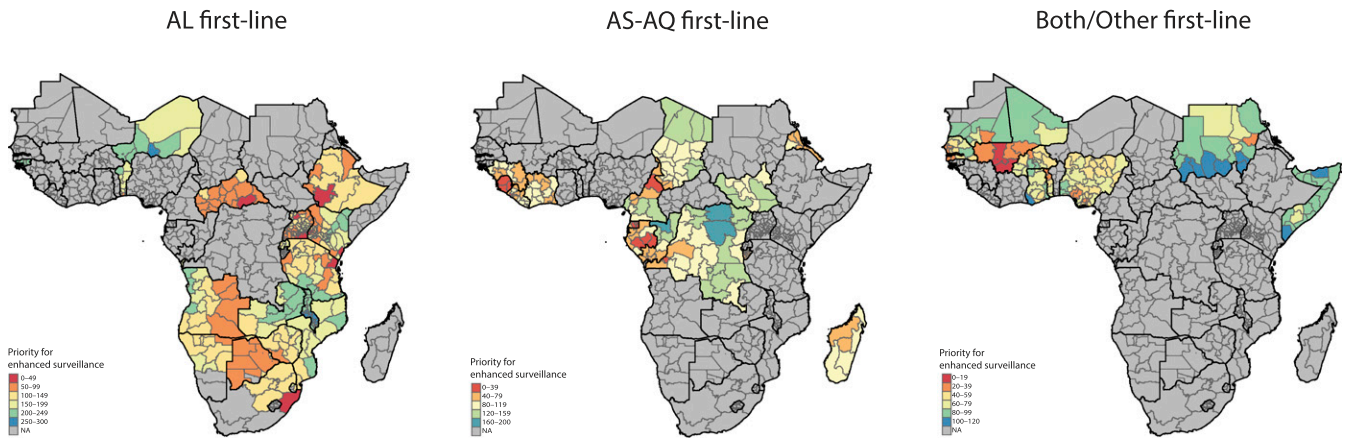 AL first-line
AS-AQ first-line
Both/Other first-line
Priority for
enhanced surveillance
0–49
50–99
100–149
150–199
200–249
250–300
NA
Priority for
enhanced surveillance
0–39
40–79
80–119
120–159
160–200
NA
Priority for
enhanced surveillance
0–19
20–39
40–59
60–79
80–99
100–120
NA